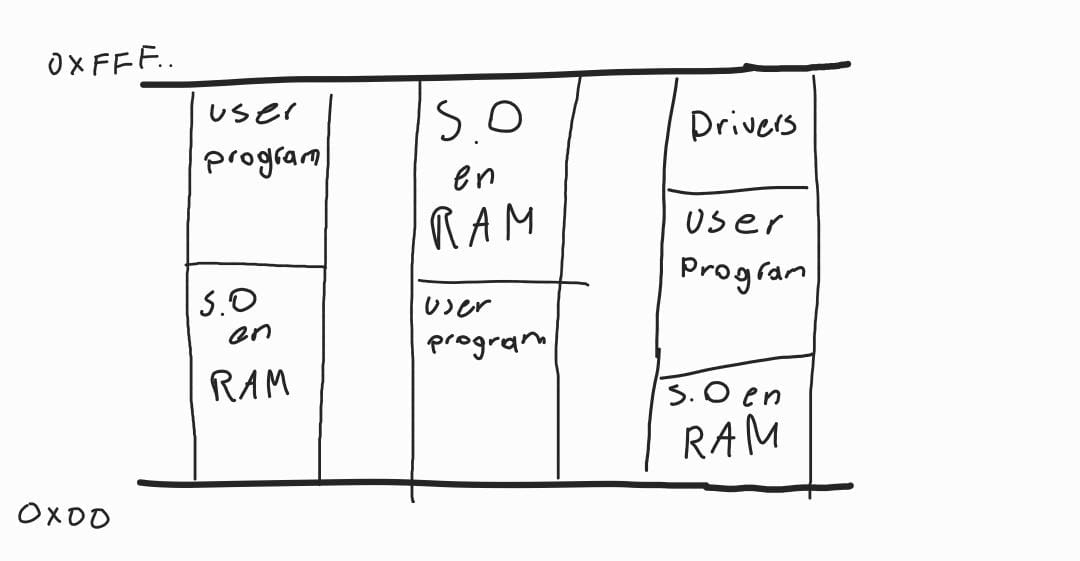 0XFFF..
user
program
S.O
en
RAM
S.O
en
RAM
user
program
Drivers
User
Program
S.O en
RAM
0X00